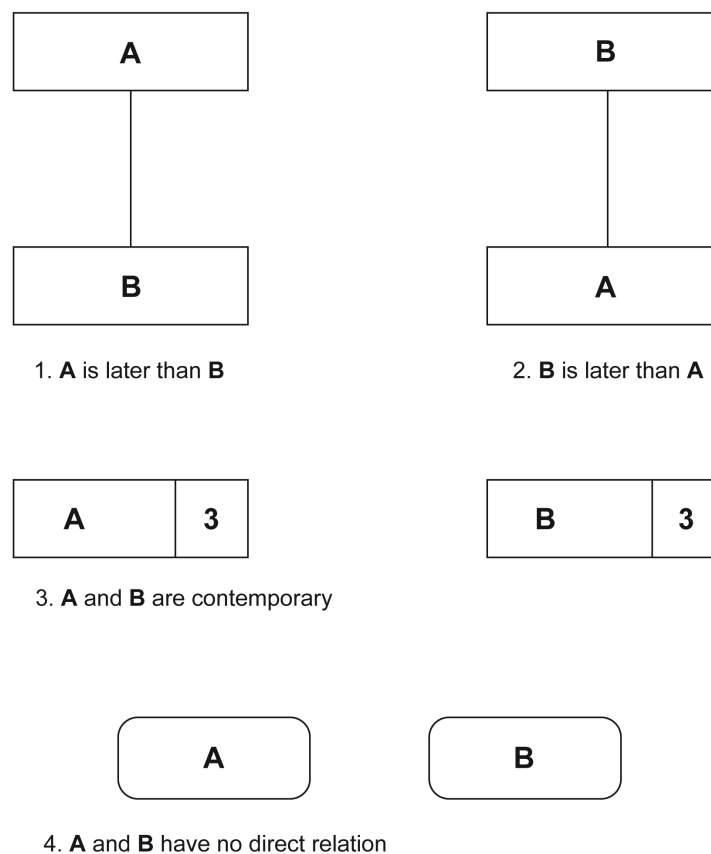 A
B
B
A
1. A is later than B
2. B is later than A
A 3
B 3
3. A and B are contemporary
A
B
4. A and B have no direct relation